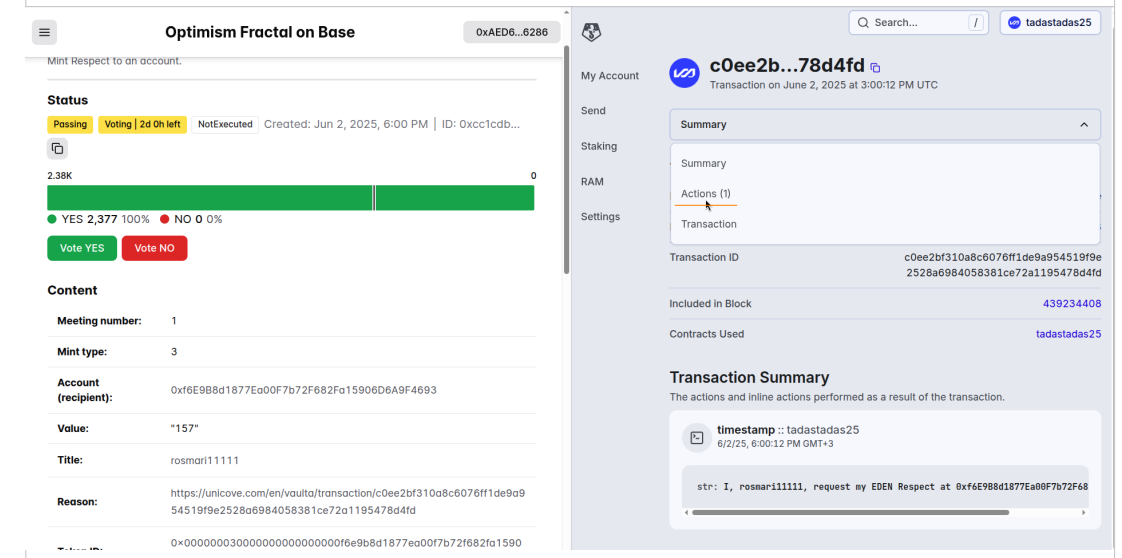 Optimism Fractal on Base
0xAED6...6286
Mint Respect to an account.
Status
Passing
Voting | 2d 0h left
NotExecuted
Created: Jun 2, 2025, 6:00 PM | ID: 0xcc1cdb...
2.38K
0
YES 2,377 100%
NO 0 0%
Vote YES
Vote NO
Content
Meeting number: 1
Mint type: 3
Account
(recipient):
0xf6E9B8d1877Ea00F7b72F682Fa15906D6A9F4693
Value: "157"
Title: rosmari11111
Reason:
https://unicove.com/en/vaulta/transaction/c0ee2bf310a8c6076ff1de9a9
54519f9e2528a6984058381ce72a1195478d4fd
Token ID:
0x000000030000000000000000f6e9b8d1877ea00f7b72f682fa1590
Search...
/
tadastadas25
My Account
Send
Staking
RAM
Settings
c0ee2b...78d4fd
Transaction on June 2, 2025 at 3:00:12 PM UTC
Summary
Summary
Actions (1)
Transaction
Transaction ID
c0ee2bf310a8c6076ff1de9a954519f9e
2528a6984058381ce72a1195478d4fd
Included in Block
439234408
Contracts Used
tadastadas25
Transaction Summary
The actions and inline actions performed as a result of the transaction.
timestamp :: tadastadas25
6/2/25, 6:00:12 PM GMT+3
str: I, rosmari11111, request my EDEN Respect at 0xf6E9B8d1877Ea00F7b72F68